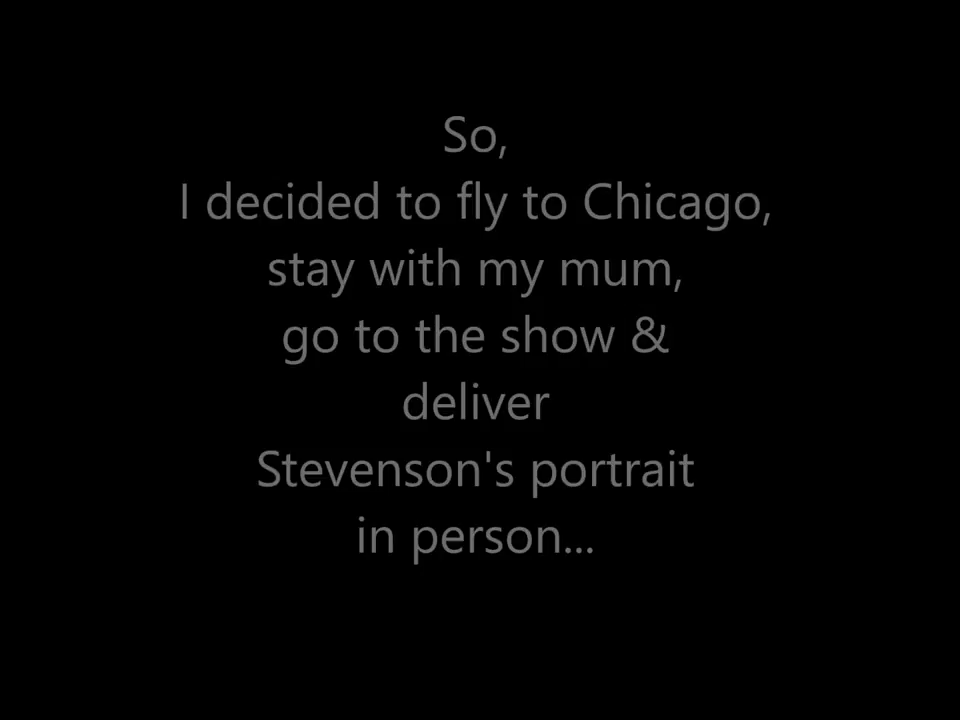 So,
I decided to fly to Chicago,
stay with my mum,
go to the show &
deliver
Stevenson's portrait
in person...